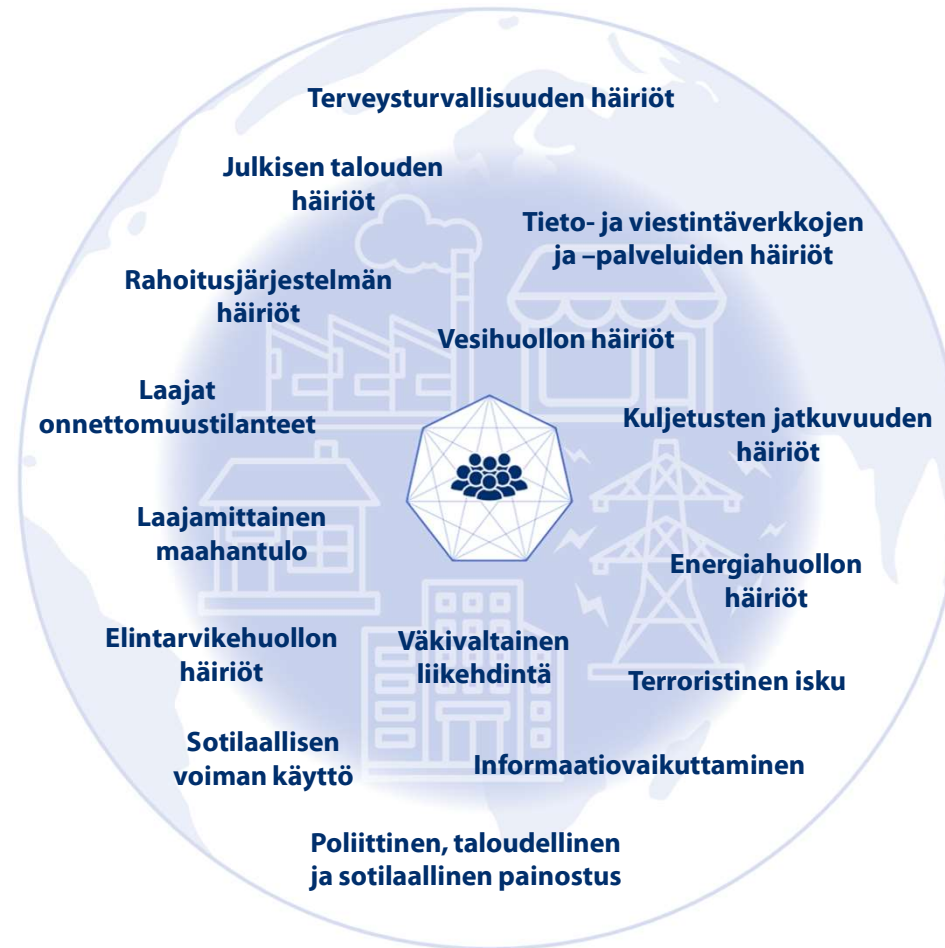 Terveysturvallisuuden häiriöt
Julkisen talouden
häiriöt
Tieto- ja viestintäverkkojen
ja –palveluiden häiriöt
Rahoitusjärjestelmän
häiriöt
Vesihuollon häiriöt
Laajat
onnettomuustilanteet
Kuljetusten jatkuvuuden
häiriöt
Laajamittainen
maahantulo
Energiahuollon
häiriöt
Elintarvikehuollon
häiriöt
Väkivaltainen
liikehdintä
Terroristinen isku
Sotilaallisen
voiman käyttö
Informaatiovaikuttaminen
Poliittinen, taloudellinen
ja sotilaallinen painostus